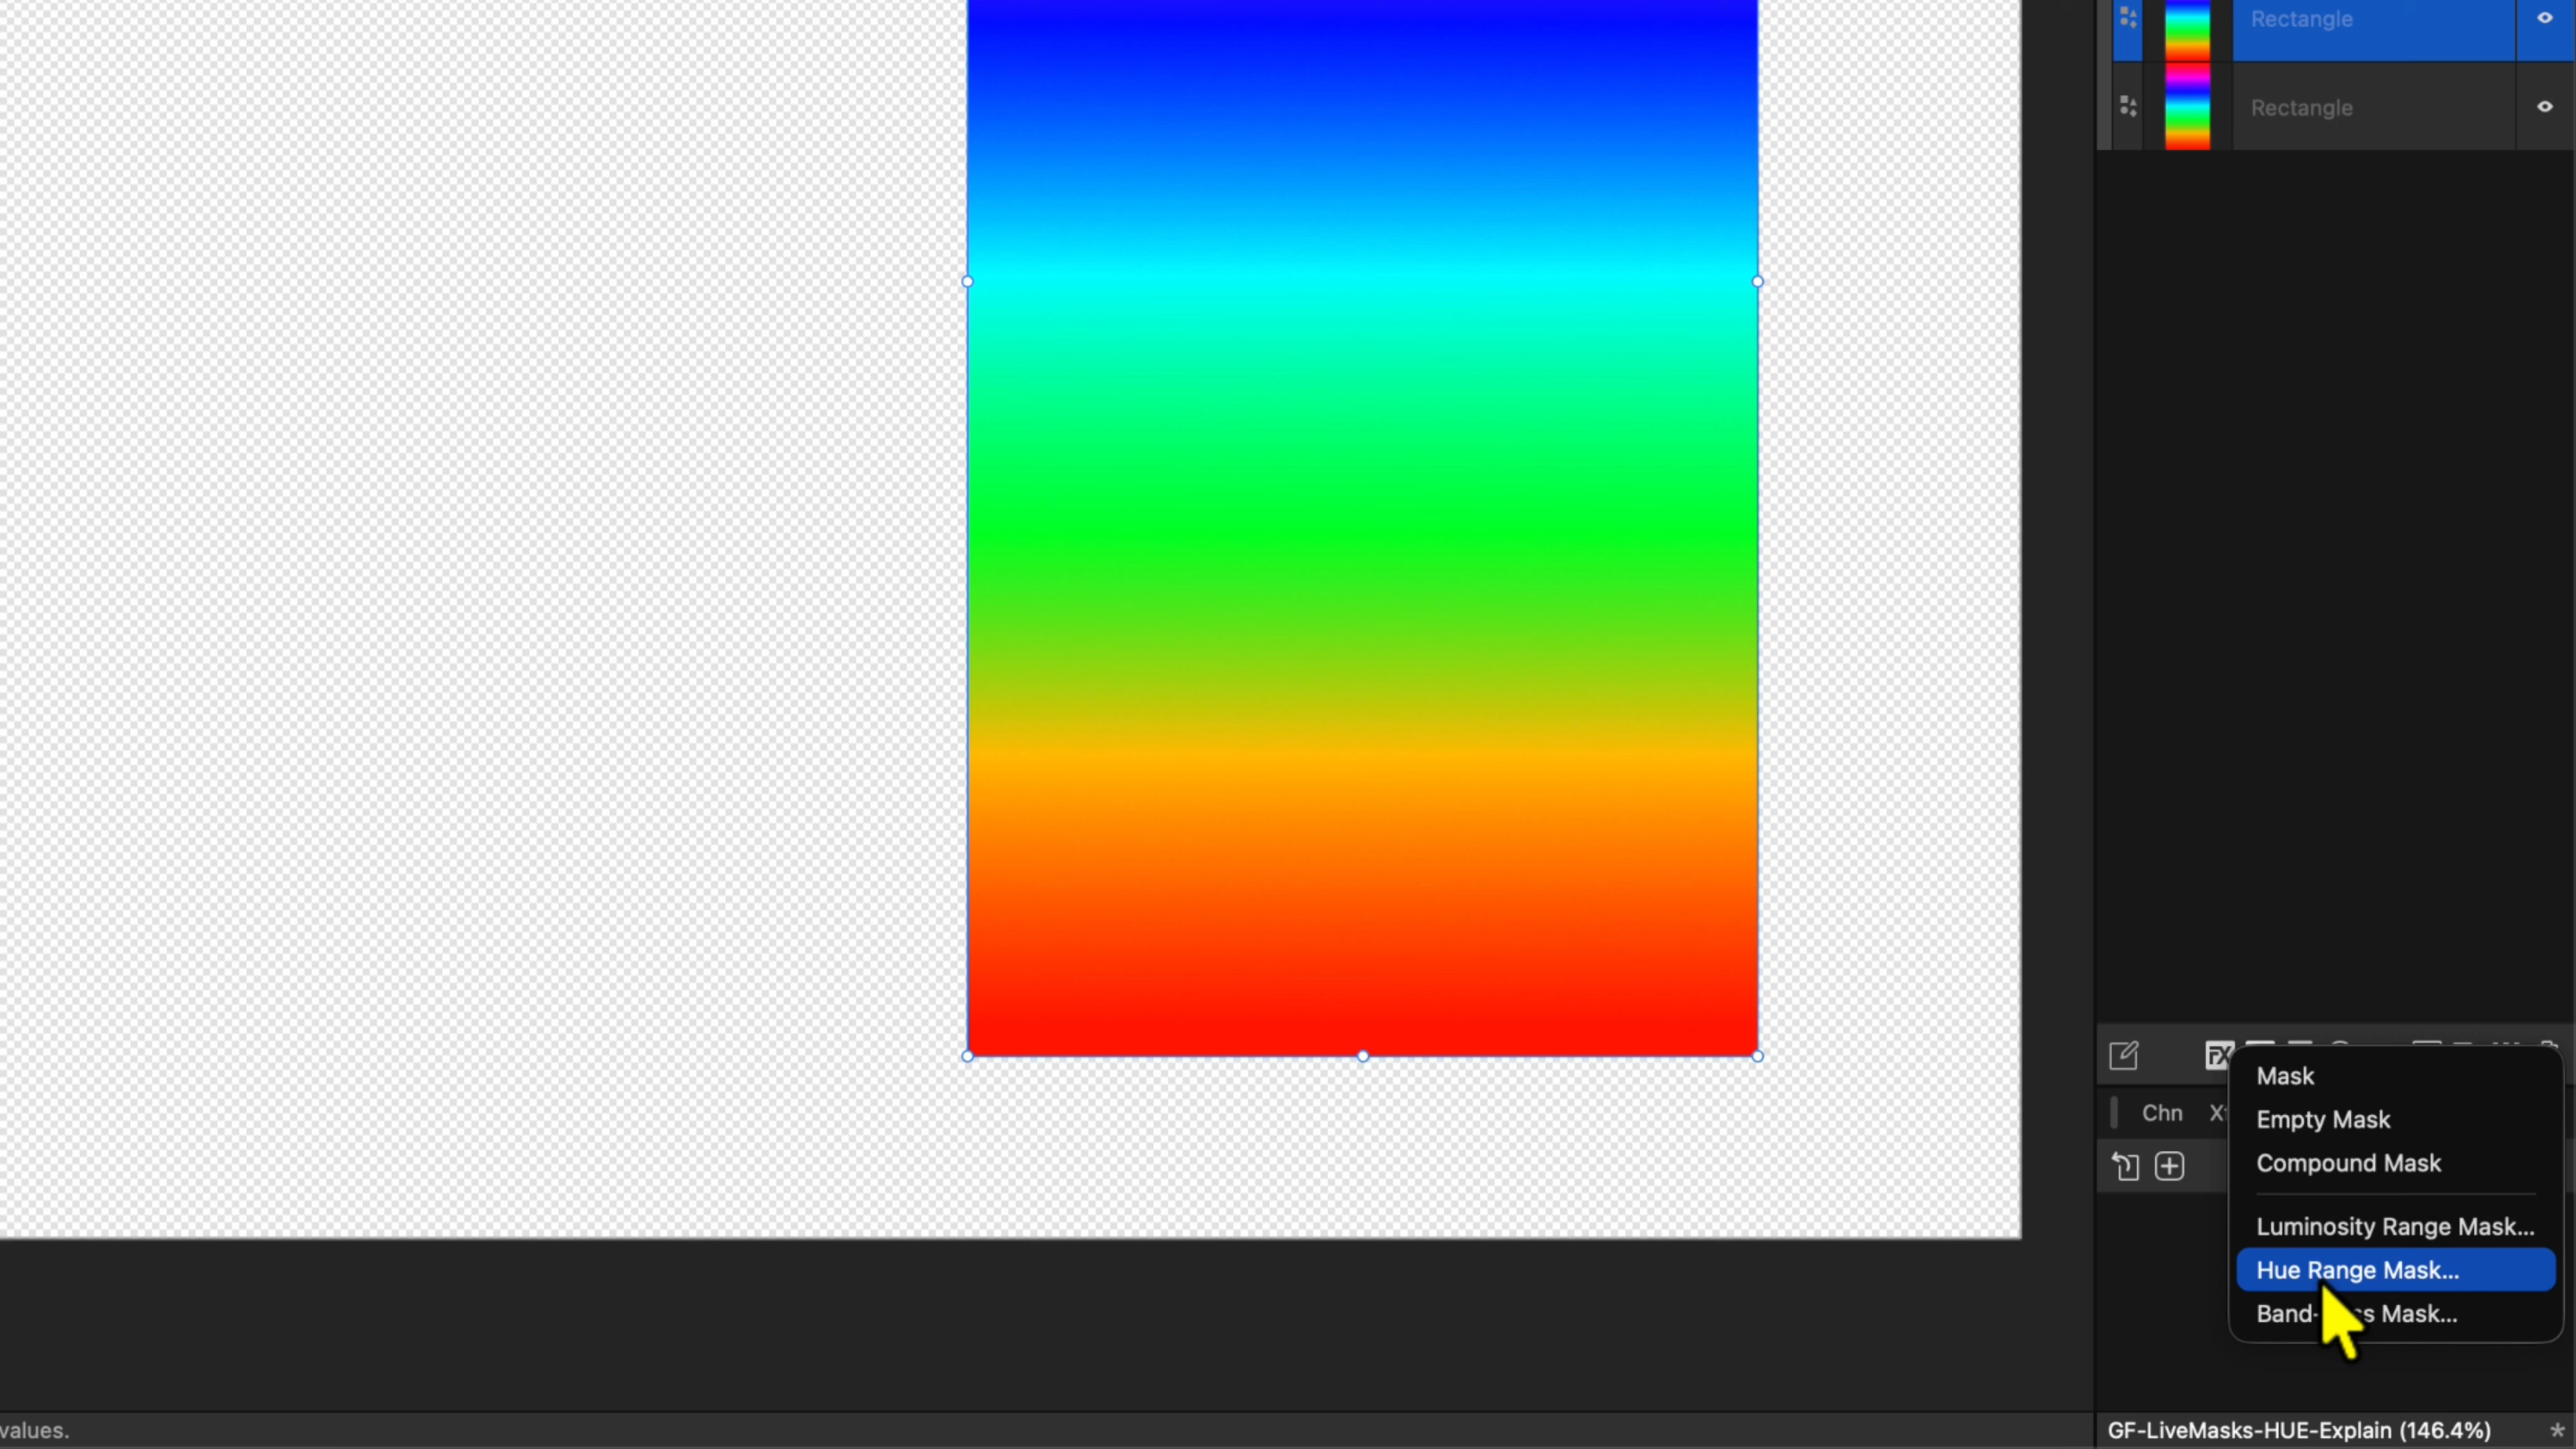 Rectangle
Rectangle
FX
Mask
Empty Mask
Compound Mask
Chn
Luminosity Range Mask...
Hue Range Mask...
Mask...
values.
GF-LiveMasks-HUE-Explain (146.4%)
*